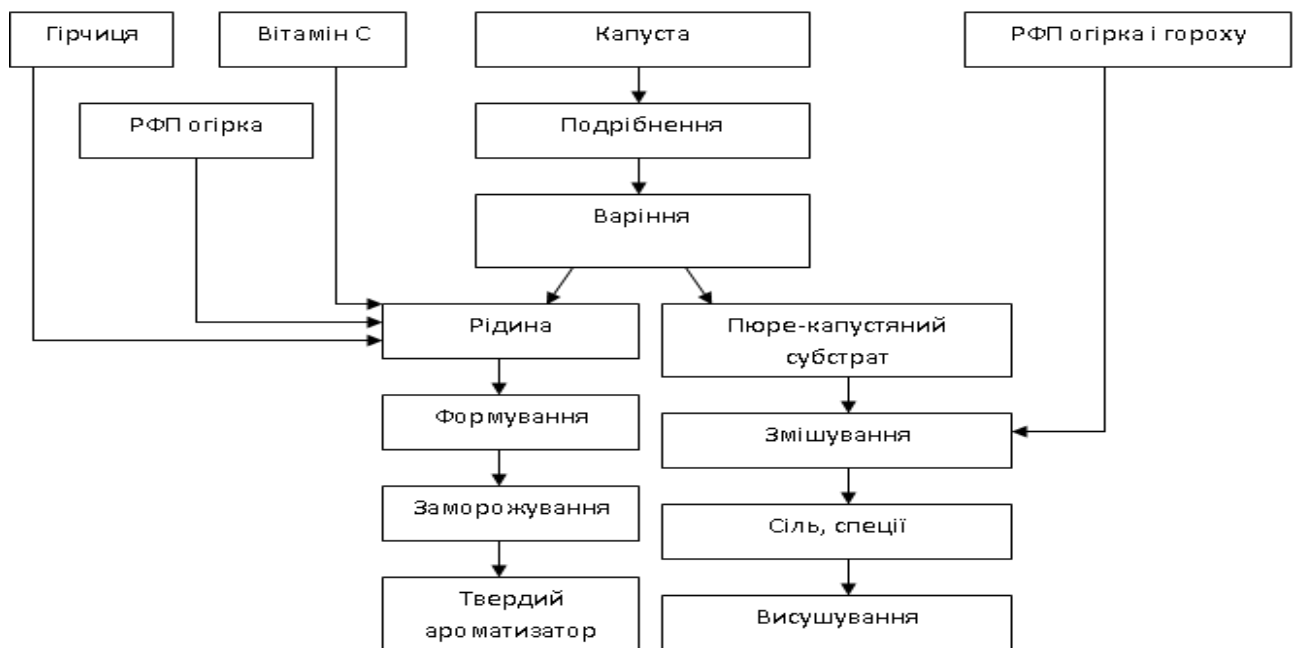 Гірчиця
Вітамін С
Капуста
РФП огірка і гороху
РФП огірка
Подрібнення
Варіння
Рідина
Пюре-капустяний
субстрат
Формування
Змішування
Заморожування
Сіль, спеції
Твердий
ароматизатор
Висушування